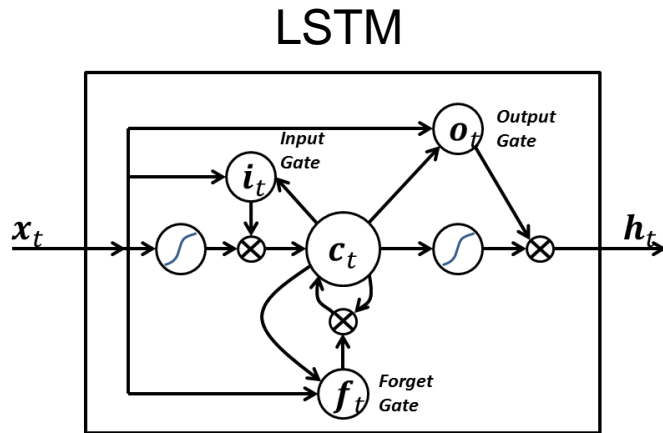 LSTM
Input
Gate
Output
Gate
o_t
i_t
x_t
c_t
h_t
f_t
Forget
Gate